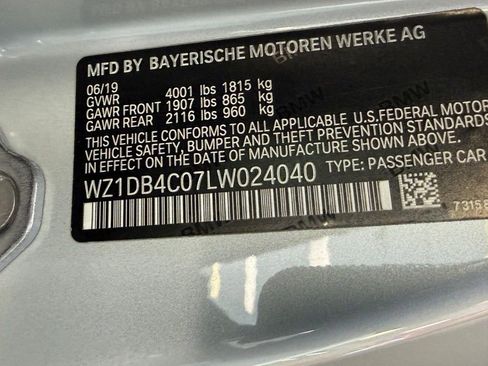 MFD BY BAYERISCHE MOTOREN WERKE AG
06/19
GVWR 4001 lbs 1815 kg
GAWR FRONT 1907 lbs 865 kg
GAWR REAR 2116 lbs 960 kg
THIS VEHICLE CONFORMS TO ALL APPLICABLE U.S.FEDERAL MOTOR
VEHICLE SAFETY, BUMPER AND THEFT PREVENTION STANDARDS
IN EFFECT ON THE DATE OF MANUFACTURE SHOWN ABOVE.
WZ1DB4C07LW024040 TYPE: PASSENGER CAR
73158